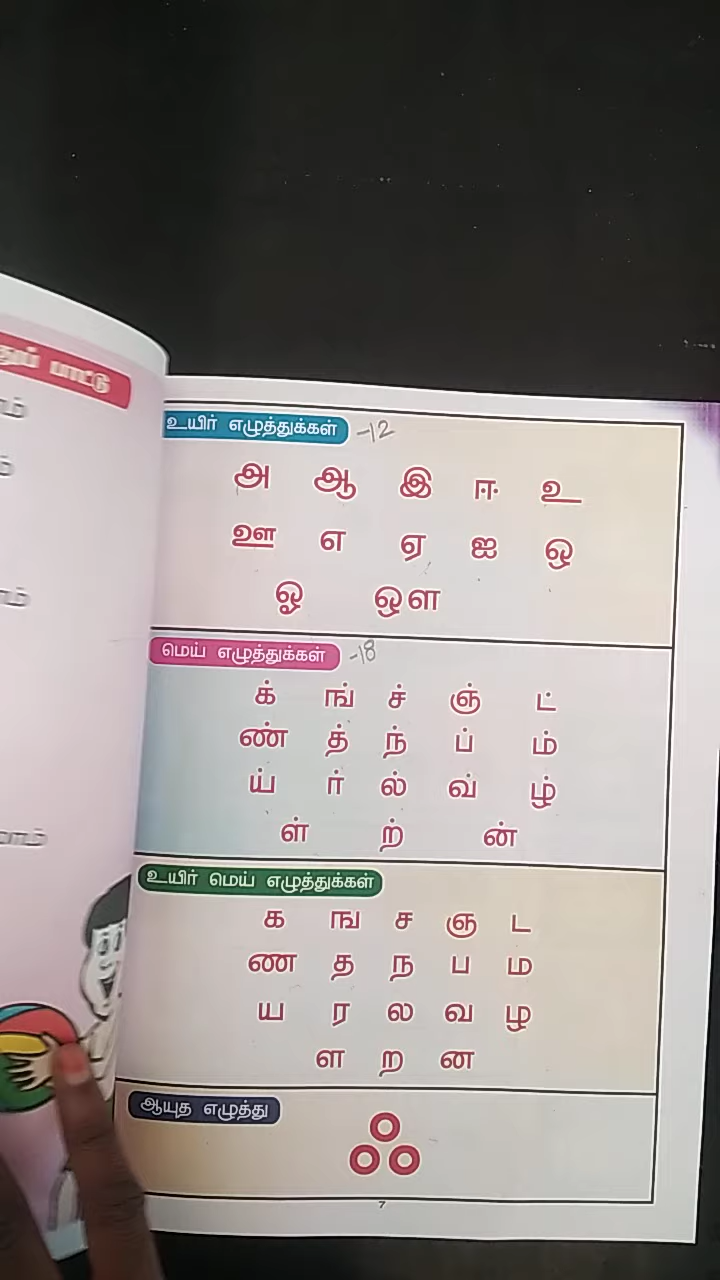 பாட்டு
உயிர் எழுத்துக்கள் -12
அ ஆ இ ஈ உ
ஊ எ ஏ ஐ ஒ
ஓ ஔ
மெய் எழுத்துக்கள் -18
க் ங் ச் ஞ் ட்
ண் த் ந் ப் ம்
ய் ர் ல் வ் ழ்
ள் ற் ன்
உயிர் மெய் எழுத்துக்கள்
க ங ச ஞ ட
ண த ந ப ம
ய ர ல வ ழ
ள ற ன
ஆயுத எழுத்து
ஃ
7